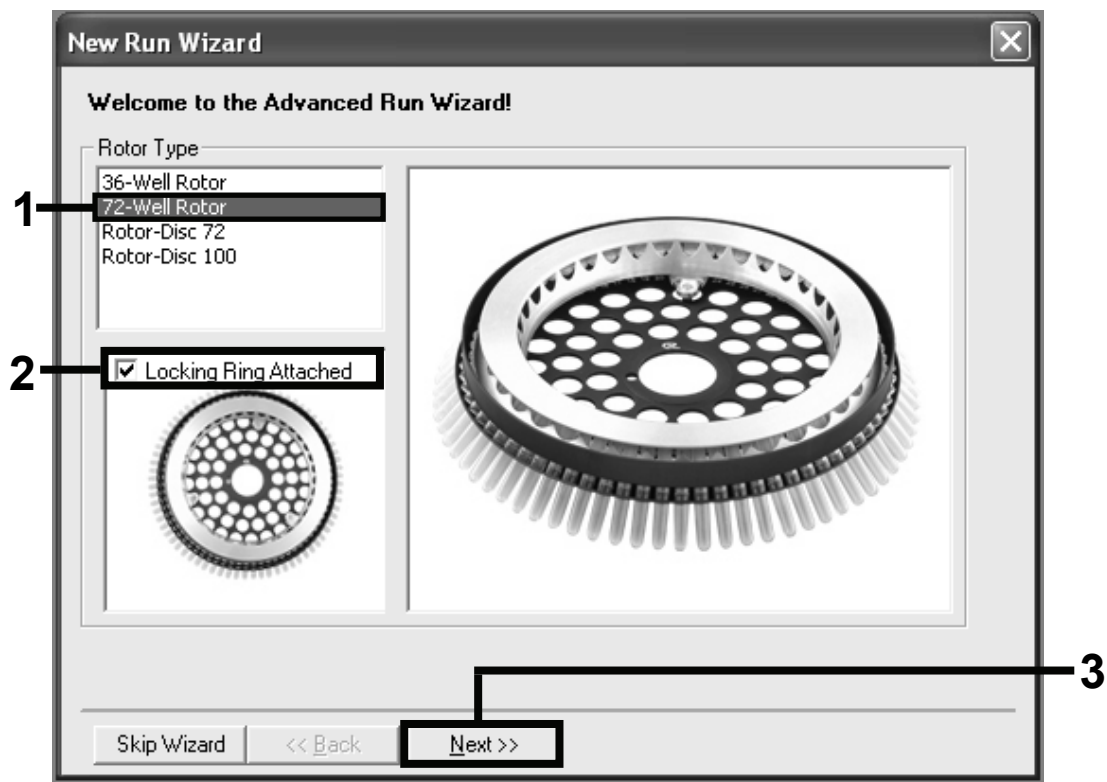 New Run Wizard
Welcome to the Advanced Run Wizard!
Rotor Type
36-Well Rotor
1
72-Well Rotor
Rotor-Disc 72
Rotor-Disc 100
2
Locking Ring Attached
3
Skip Wizard
<< Back
Next >>